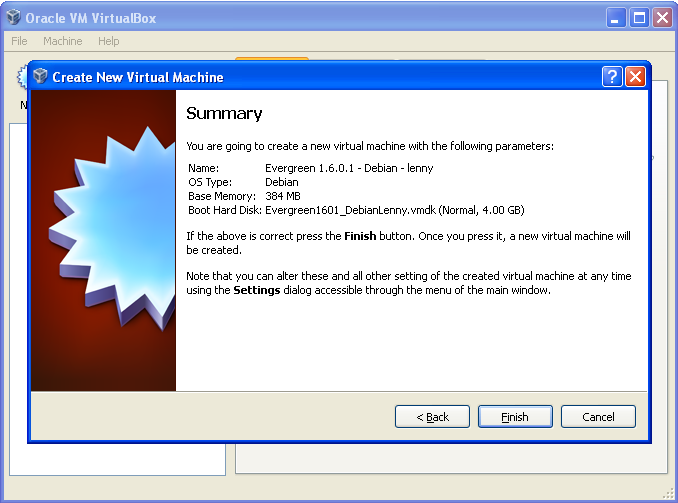 Oracle VM VirtualBox
File Machine Help
N
Create New Virtual Machine
Summary
You are going to create a new virtual machine with the following parameters:
Name: Evergreen 1.6.0.1 - Debian - lenny
OS Type: Debian
Base Memory: 384 MB
Boot Hard Disk: Evergreen1601_DebianLenny.vmdk (Normal, 4.00 GB)
If the above is correct press the Finish button. Once you press it, a new virtual machine will
be created.
Note that you can alter these and all other setting of the created virtual machine at any time
using the Settings dialog accessible through the menu of the main window.
< Back Finish Cancel